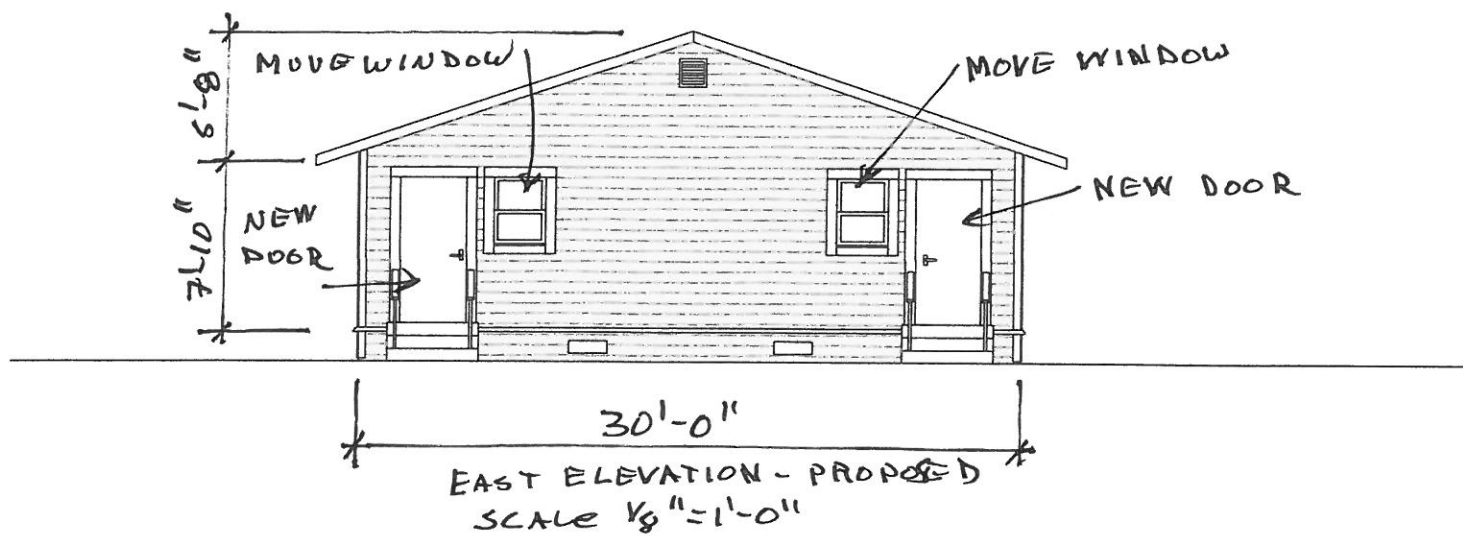 MOVE WINDOW
MOVE WINDOW
5'-8"
NEW DOOR
NEW
DOOR
7'-10"
30'-0"
EAST ELEVATION - PROPOSED
SCALE 1/8"=1'-0"